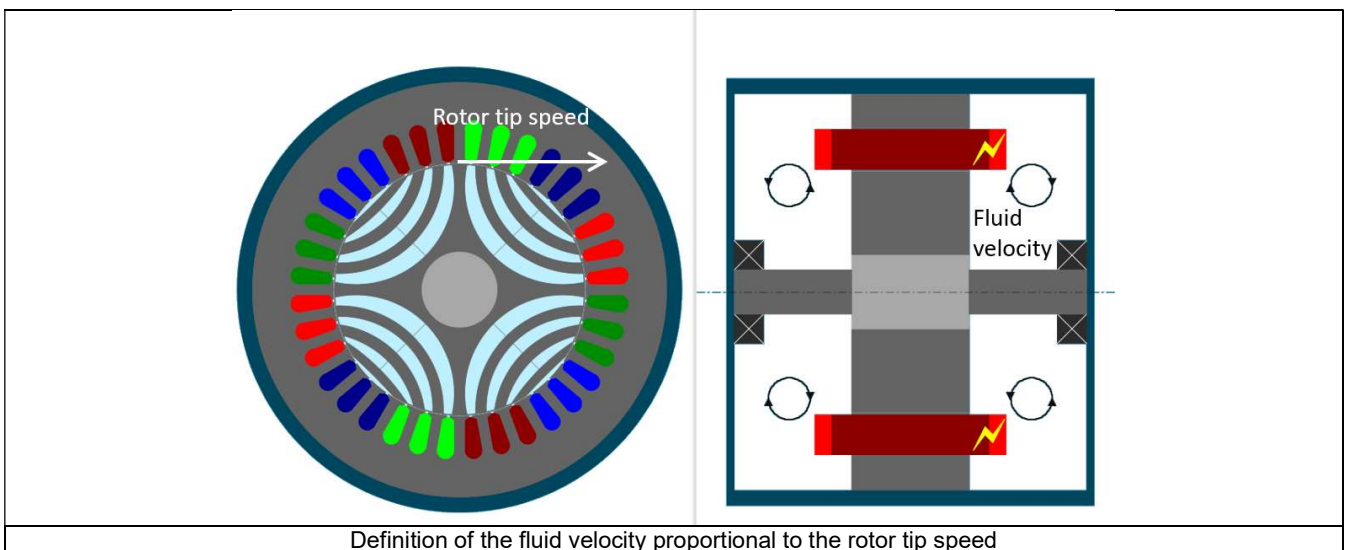 Rotor tip speed
Fluid
velocity
Definition of the fluid velocity proportional to the rotor tip speed